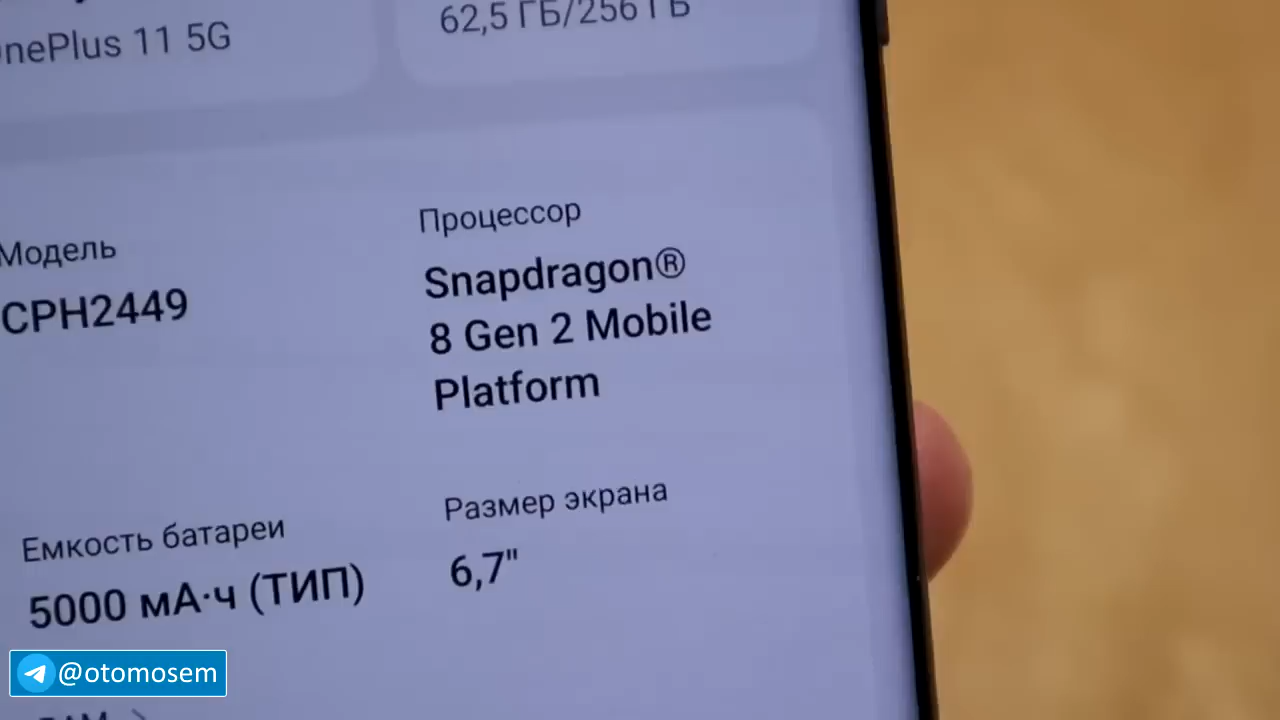 OnePlus 11 5G
62,5 ГБ/256 ГБ
Модель
CPH2449
Процессор
Snapdragon®
8 Gen 2 Mobile
Platform
Емкость батареи
5000 мА·ч (ТИП)
Размер экрана
6,7"
@otomosem